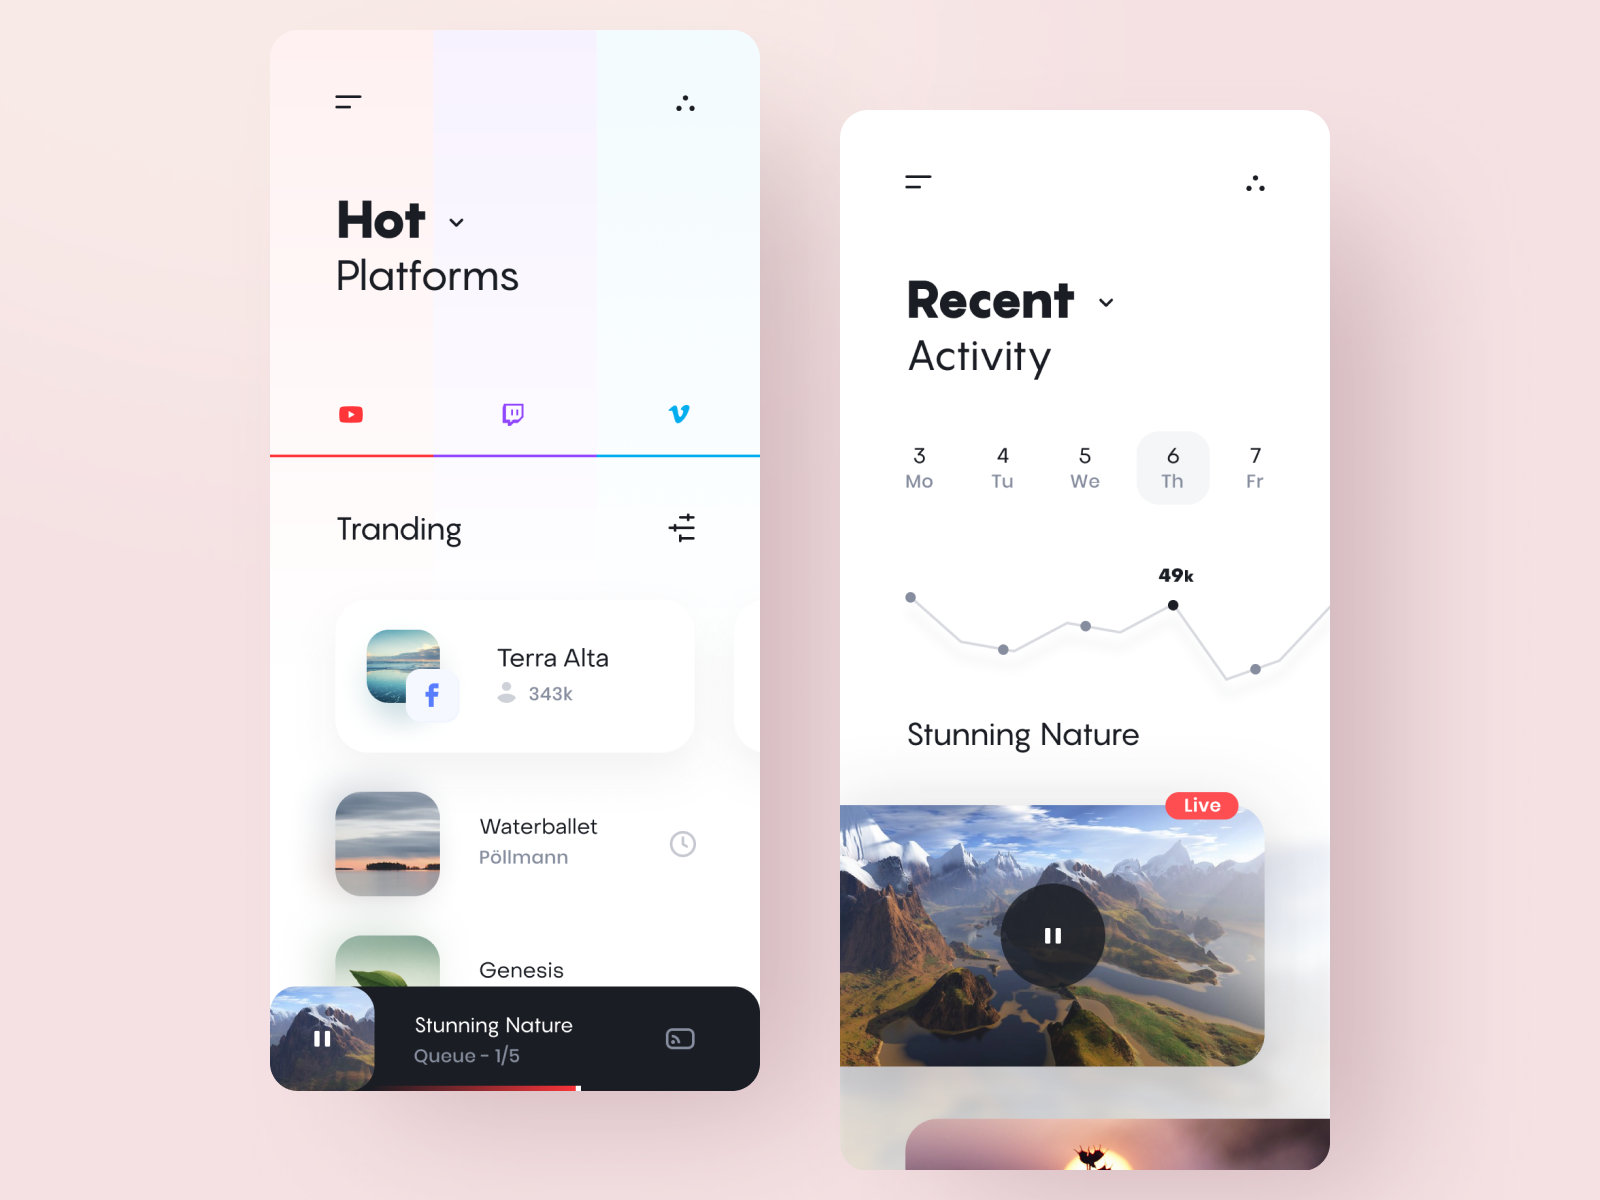 Hot
Platforms
Tranding
Terra Alta
343k
Waterballet
Pöllmann
Genesis
Stunning Nature
Queue - 1/5
Recent
Activity
3 4 5 6 7
Mo Tu We Th Fr
49k
Stunning Nature
Live